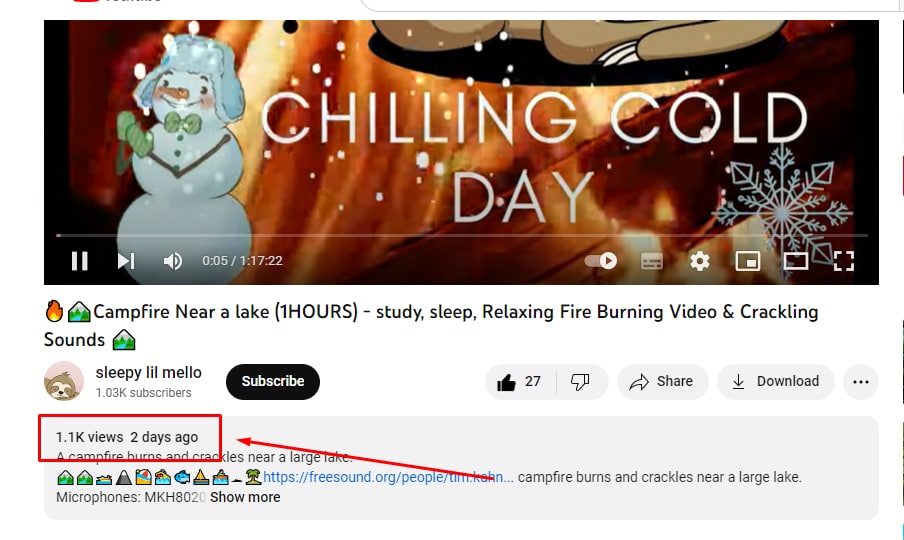 CHILLING COLD
DAY
0:05 / 1:17:22
🔥🏞️Campfire Near a lake (1HOURS) - study, sleep, Relaxing Fire Burning Video & Crackling
Sounds 🏞️
sleepy lil mello
1.03K subscribers
Subscribe
27
Share
Download
1.1K views 2 days ago
A campfire burns and crackles near a large lake.
https://freesound.org/people/tim.kahn... campfire burns and crackles near a large lake.
Microphones: MKH8020 Show more